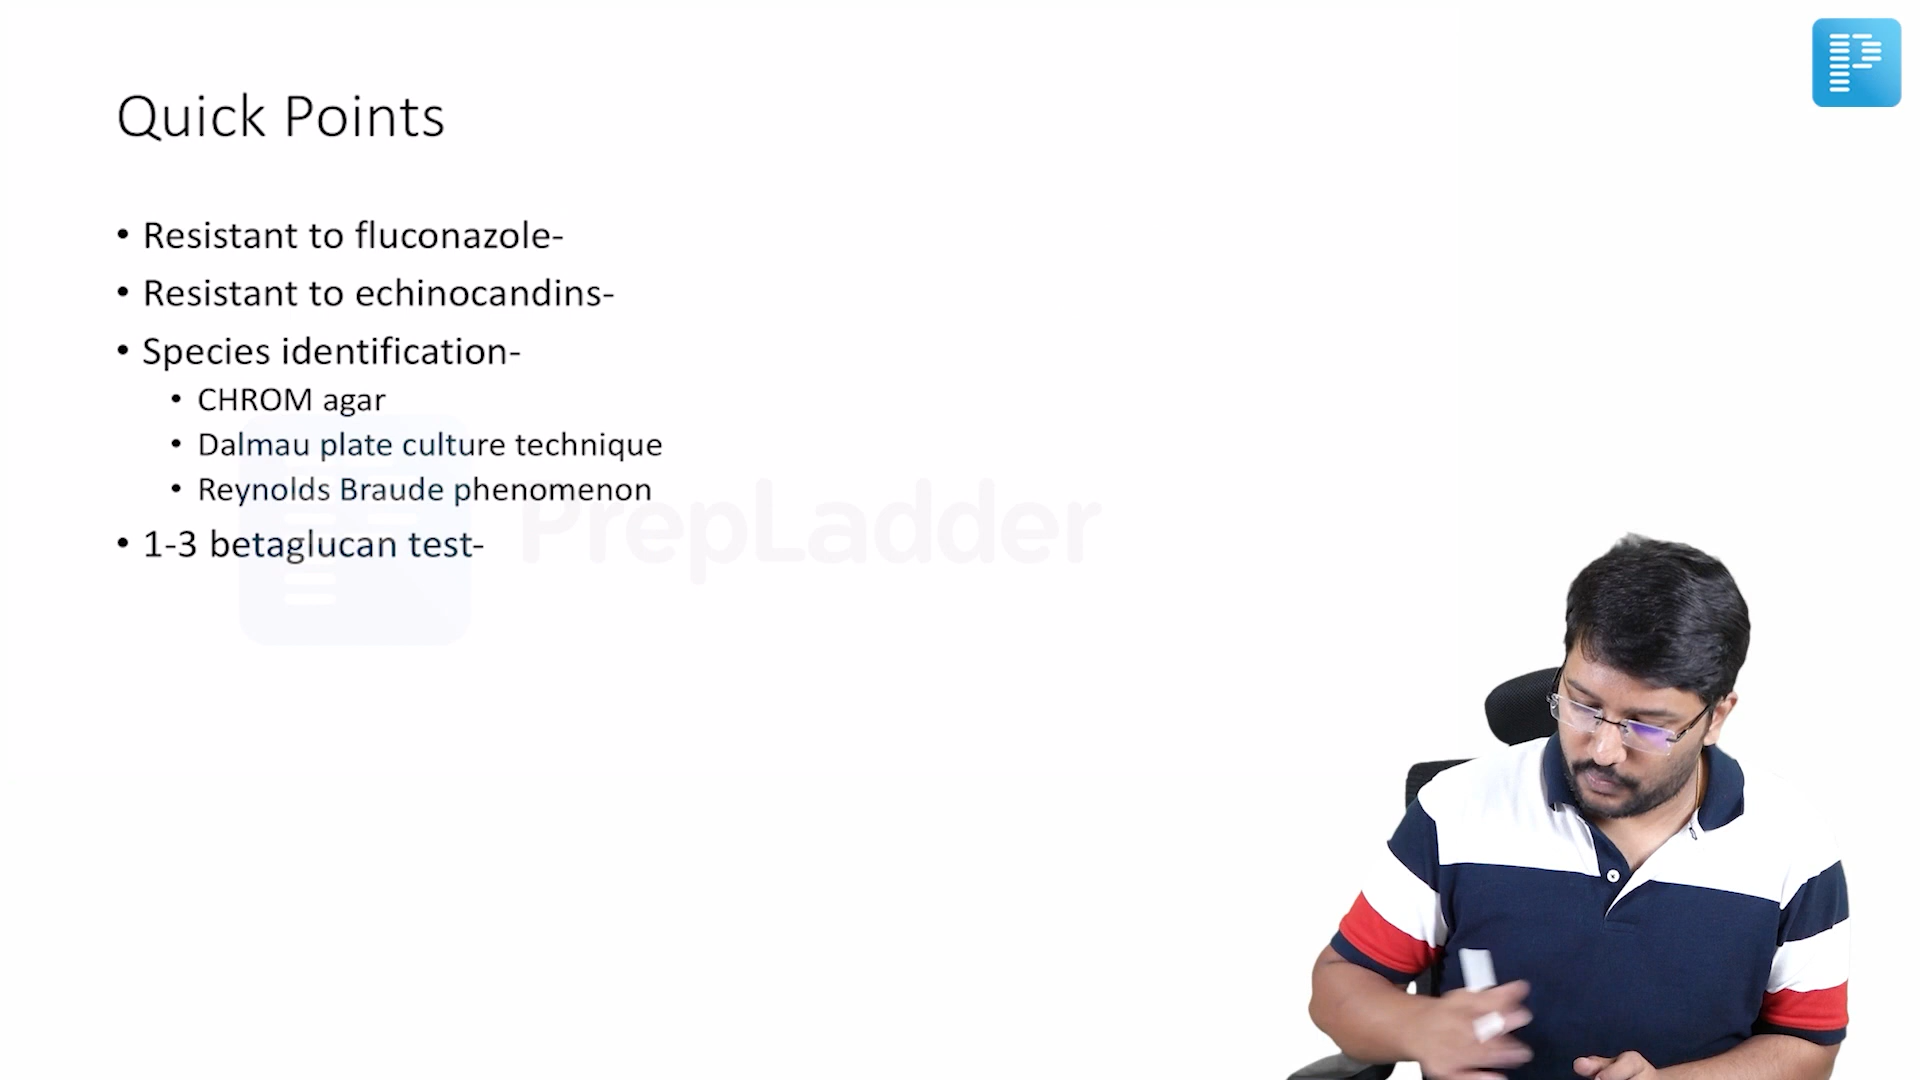 Quick Points
• Resistant to fluconazole-
• Resistant to echinocandins-
• Species identification-
• CHROM agar
• Dalmau plate culture technique
• Reynolds Braude phenomenon
• 1-3 betaglucan test-
PrepLadder